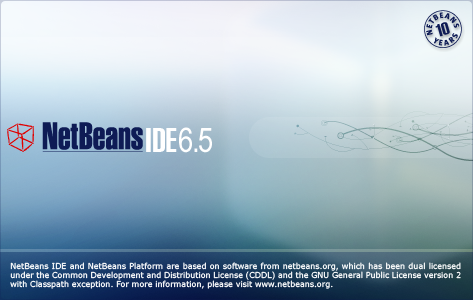 NETBEANS
10
YEARS
NetBeans IDE 6.5
NetBeans IDE and NetBeans Platform are based on software from netbeans.org, which has been dual licensed
under the Common Development and Distribution License (CDDL) and the GNU General Public License version 2
with Classpath exception. For more information, please visit www.netbeans.org.